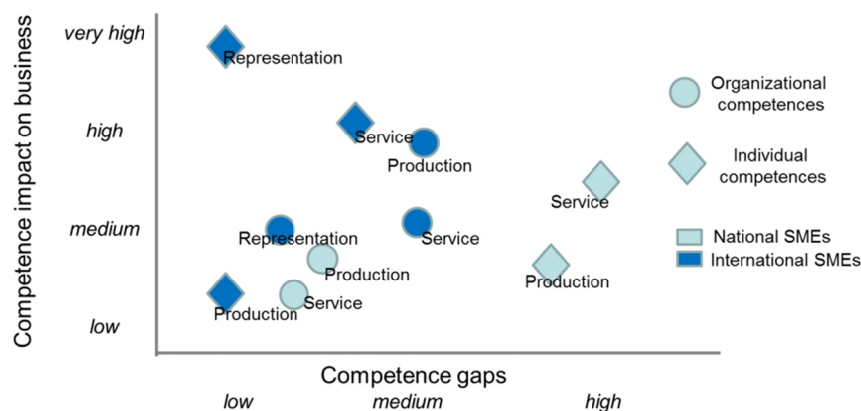 Competence impact on business
very high
high
medium
low
Representation
Service
Production
Service
Representation
Service
Production
Production
Service
Production
Organizational
competences
Individual
competences
National SMEs
International SMEs
Competence gaps
low
medium
high